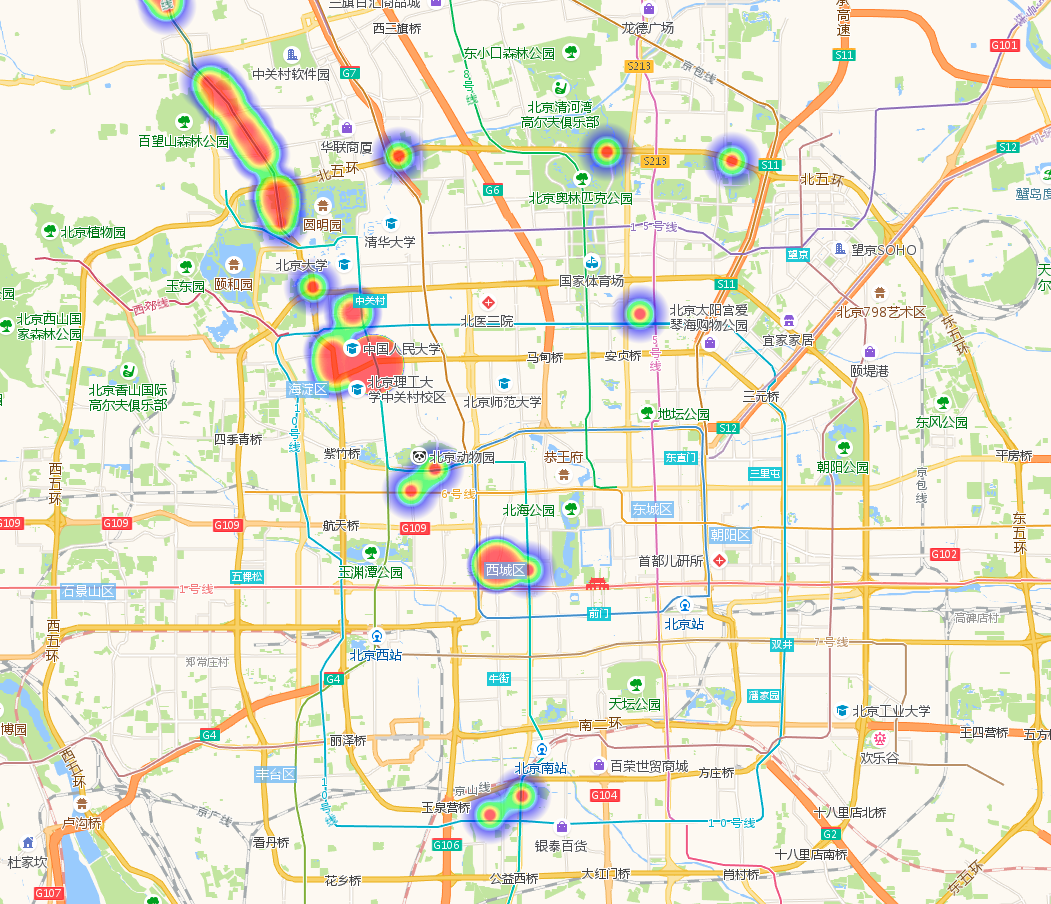 三旗百汇商品城
西三旗桥
龙德广场
承
高
速
G101
东小口森林公园
S11
S213
中关村软件园
G7
京包线
8号线
北京清河湾
高尔夫俱乐部
百望山森林公园
华联商厦
S12
北五环
S213
S11
北五环
G6
北京奥林匹克公园
圆明园
清华大学
15号线
北京植物园
望京
望京SOHO
北京大学
玉东园
颐和园
国家体育场
S11
西郊线
中关村
北京西山国
家森林公园
北医三院
北京太阳宫爱
琴海购物公园
北京798艺术区
东
五
环
宜家家居
中国人民大学
马甸桥
安贞桥
5
号
线
颐堤港
北京香山国际
高尔夫俱乐部
海淀区
北京理工大
学中关村校区
北京师范大学
三元桥
10
号
线
地坛公园
东风公园
S12
四季青桥
紫竹桥
北京动物园
恭王府
东直门
三里屯
朝阳公园
平房桥
西
五
环
京
包
线
6号线
北海公园
东城区
G109
G109
G109
航天桥
G109
朝阳区
东
五
环
玉渊潭公园
西城区
首都儿研所
G102
五棵松
石景山区
1号线
前门
北京站
高碑店村
西
五
环
北京西站
双井
7号线
郑常庄村
G4
牛街
潘家园
天坛公园
博园
G4
丽泽桥
南二环
北京工业大学
王四营桥
五方桥
西
五
环
北京南站
百荣世贸商城
方庄桥
欢乐谷
丰台区
京山线
G104
玉泉营桥
10
号
线
京广线
卢沟桥
10号线
十八里店北桥
G2
杜家坎
看丹桥
G106
银泰百货
十八里店南桥
G107
花乡桥
公益西桥
大红门桥
肖村桥
东五环